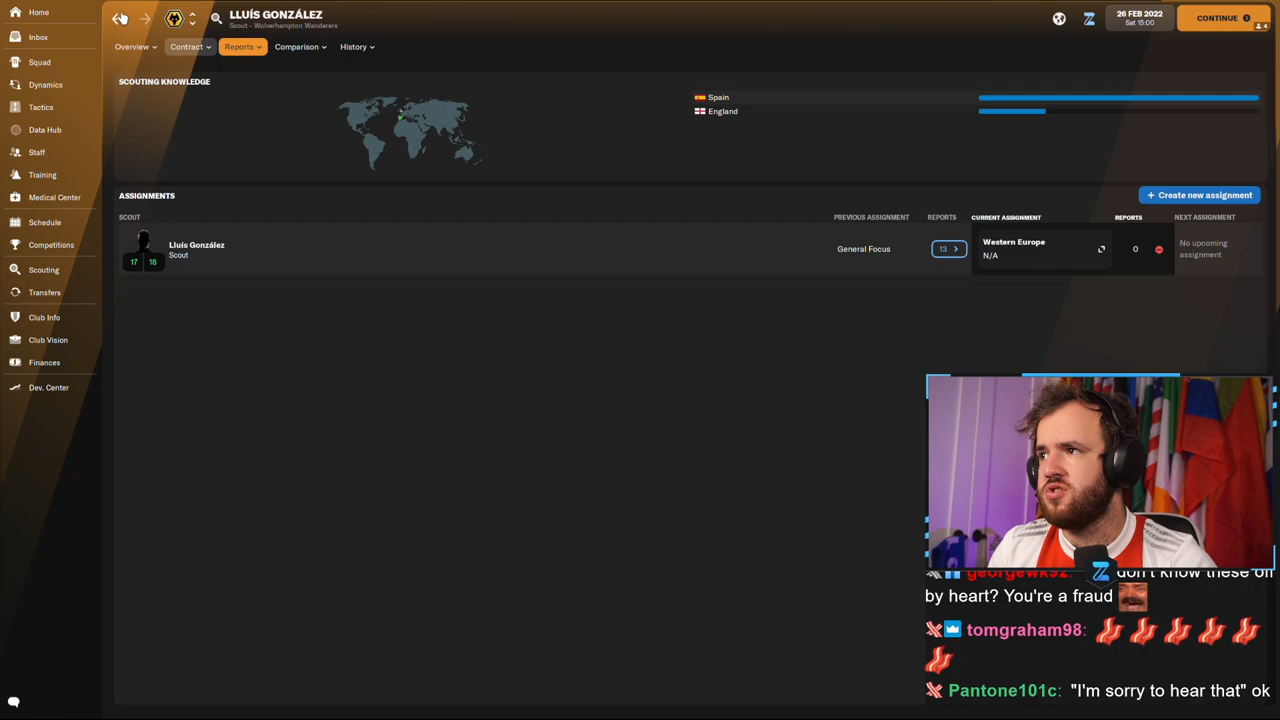 Home
LLUÍS GONZÁLEZ
Scout - Wolverhampton Wanderers
26 FEB 2022
Sat 15:00
CONTINUE
4
Inbox
Overview
Contract
Reports
Comparison
History
Squad
Dynamics
Tactics
Data Hub
Staff
Training
Medical Center
Schedule
Competitions
Scouting
Transfers
Club Info
Club Vision
Finances
Dev. Center
SCOUTING KNOWLEDGE
Spain
England
ASSIGNMENTS
Create new assignment
SCOUT
PREVIOUS ASSIGNMENT
REPORTS
CURRENT ASSIGNMENT
REPORTS
NEXT ASSIGNMENT
17 18
Lluís González
Scout
General Focus
13
Western Europe
N/A
0
No upcoming
assignment
georgewk92: don't know these off
by heart? You're a fraud
tomgraham98:
Pantone101c: "I'm sorry to hear that" ok